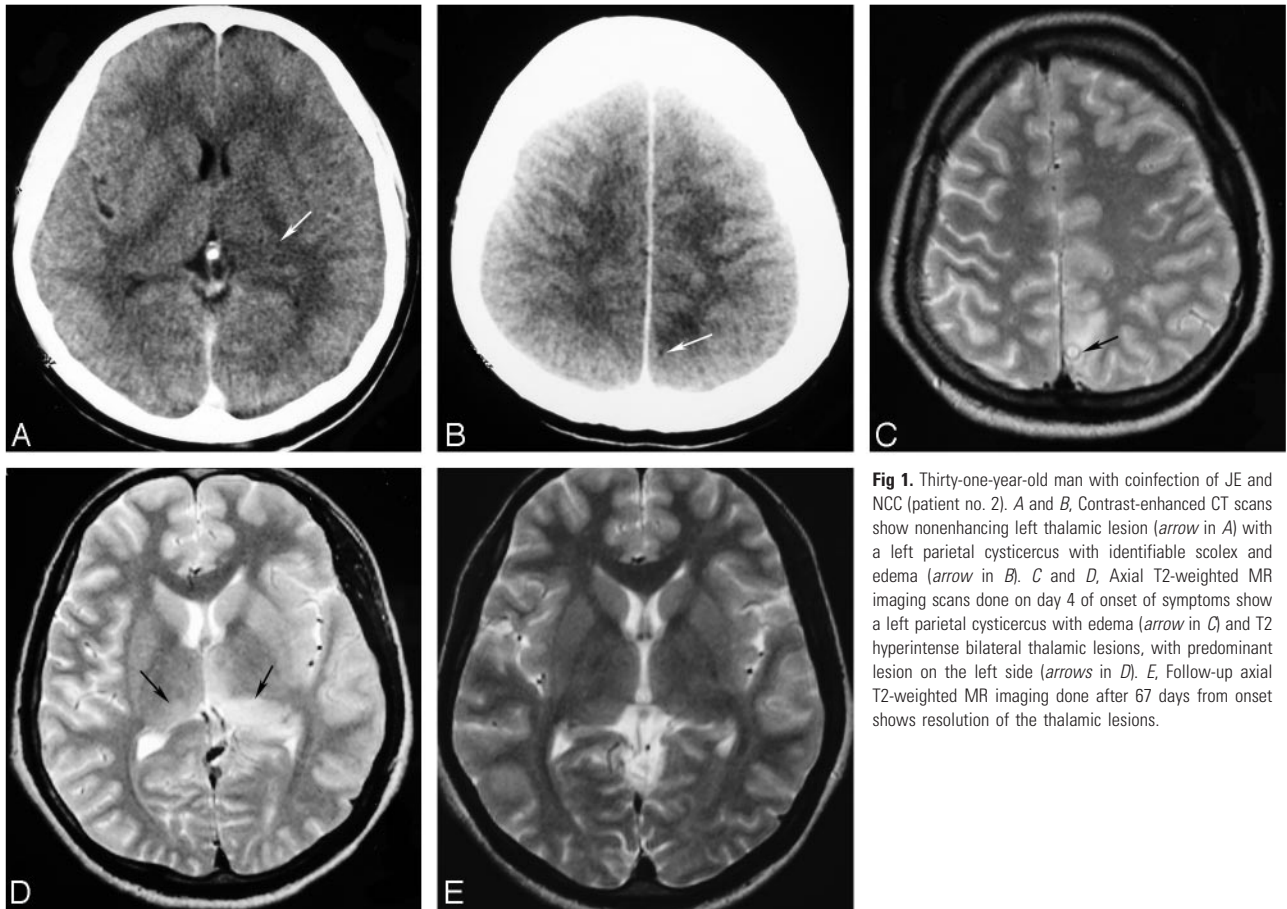 A
B
C
D
E
Fig 1. Thirty-one-year-old man with coinfection of JE and
NCC (patient no. 2). A and B, Contrast-enhanced CT scans
show nonenhancing left thalamic lesion (arrow in A) with
a left parietal cysticercus with identifiable scolex and
edema (arrow in B). C and D, Axial T2-weighted MR
imaging scans done on day 4 of onset of symptoms show
a left parietal cysticercus with edema (arrow in C) and T2
hyperintense bilateral thalamic lesions, with predominant
lesion on the left side (arrows in D). E, Follow-up axial
T2-weighted MR imaging done after 67 days from onset
shows resolution of the thalamic lesions.